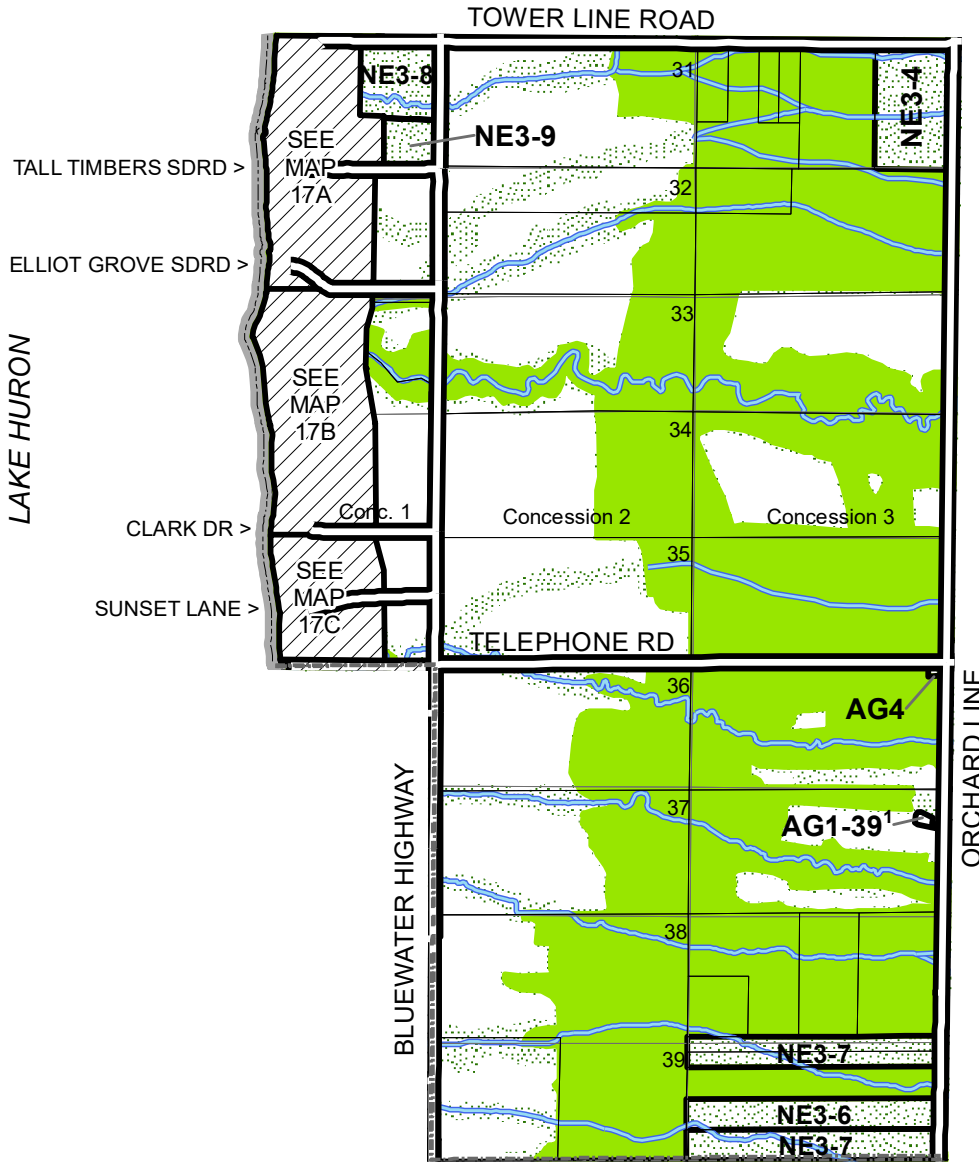 TOWER LINE ROAD
NE3-8
31
NE3-4
NE3-9
SEE
MAP
17A
TALL TIMBERS SDRD >
32
ELLIOT GROVE SDRD >
33
LAKE HURON
SEE
MAP
17B
34
Conc. 1
Concession 2
Concession 3
CLARK DR >
35
SEE
MAP
17C
SUNSET LANE >
TELEPHONE RD
36
AG4
ORCHARD LINE
BLUEWATER HIGHWAY
37
AG1-39¹
38
39
NE3-7
NE3-6
NE3-7